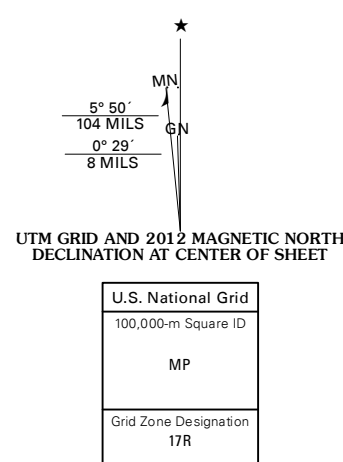 ★
MN
5° 50´
104 MILS
GN
0° 29´
8 MILS
UTM GRID AND 2012 MAGNETIC NORTH
DECLINATION AT CENTER OF SHEET
U.S. National Grid
100,000-m Square ID
MP
Grid Zone Designation
17R